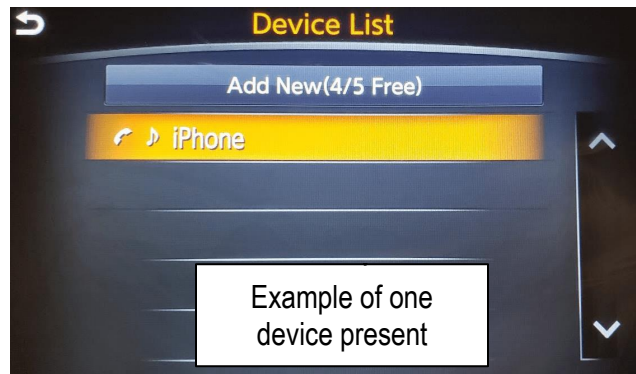 Device List
Add New(4/5 Free)
iPhone
Example of one
device present